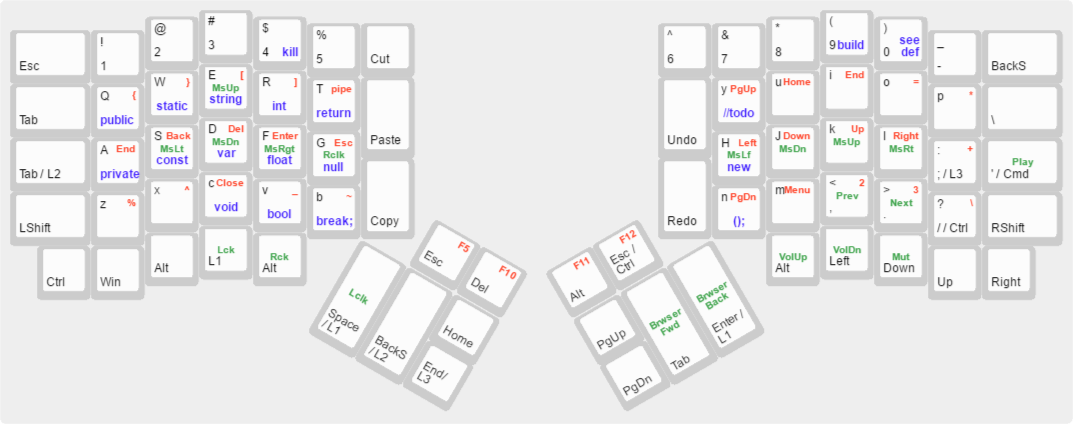 Esc
!
1
@
2
#
3
$
4 kill
%
5
Cut
Tab
Q {
public
W }
static
E [
MsUp
string
R ]
int
T pipe
return
Paste
Tab / L2
A End
private
S Back
MsLt
const
D Del
MsDn
var
F Enter
MsRgt
float
G Esc
Rclk
null
LShift
z %
x ^
c Close
void
v _
bool
b ~
break;
Copy
Ctrl
Win
Alt
Lck
L1
Rck
Alt
F5
Esc
F10
Del
Lclk
Space
/ L1
BackS
/ L2
Home
End/
L3
^
6
&
7
*
8
(
9 build
)
0 see
def
_
-
BackS
Undo
y PgUp
//todo
u Home
i End
o =
p *
\
H Left
MsLf
new
J Down
MsDn
k Up
MsUp
l Right
MsRt
: +
; / L3
Play
' / Cmd
Redo
n PgDn
();
m Menu
< 2
Prev
,
> 3
Next
.
? \
/ / Ctrl
RShift
VolUp
Alt
VolDn
Left
Mut
Down
Up
Right
F11
Alt
F12
Esc /
Ctrl
PgUp
PgDn
Brwser
Fwd
Tab
Brwser
Back
Enter /
L1